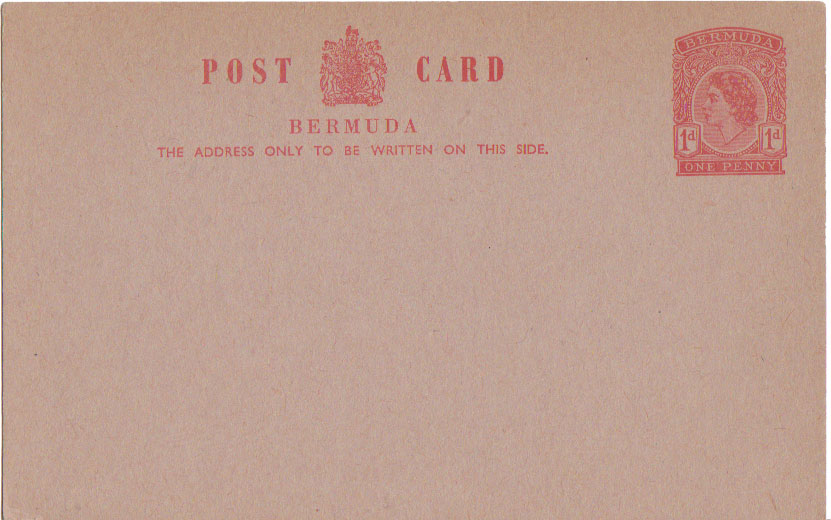 POST CARD
BERMUDA
THE ADDRESS ONLY TO BE WRITTEN ON THIS SIDE.
BERMUDA
1d 1d
ONE PENNY